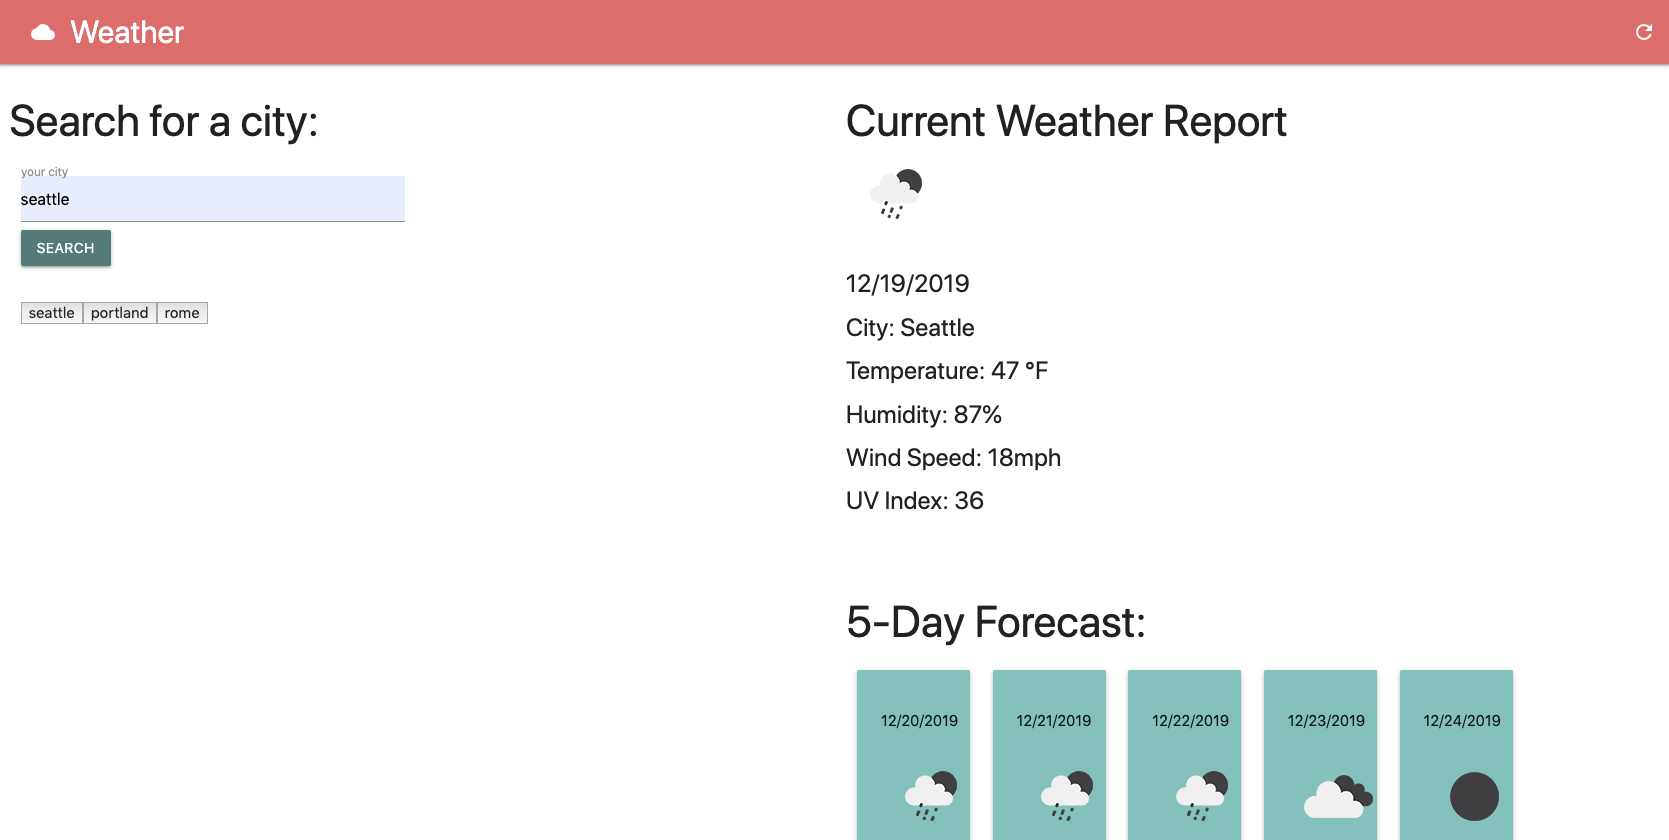 Weather
Search for a city:
your city
seattle
SEARCH
seattle portland rome
Current Weather Report
12/19/2019
City: Seattle
Temperature: 47 °F
Humidity: 87%
Wind Speed: 18mph
UV Index: 36
5-Day Forecast:
12/20/2019 12/21/2019 12/22/2019 12/23/2019 12/24/2019